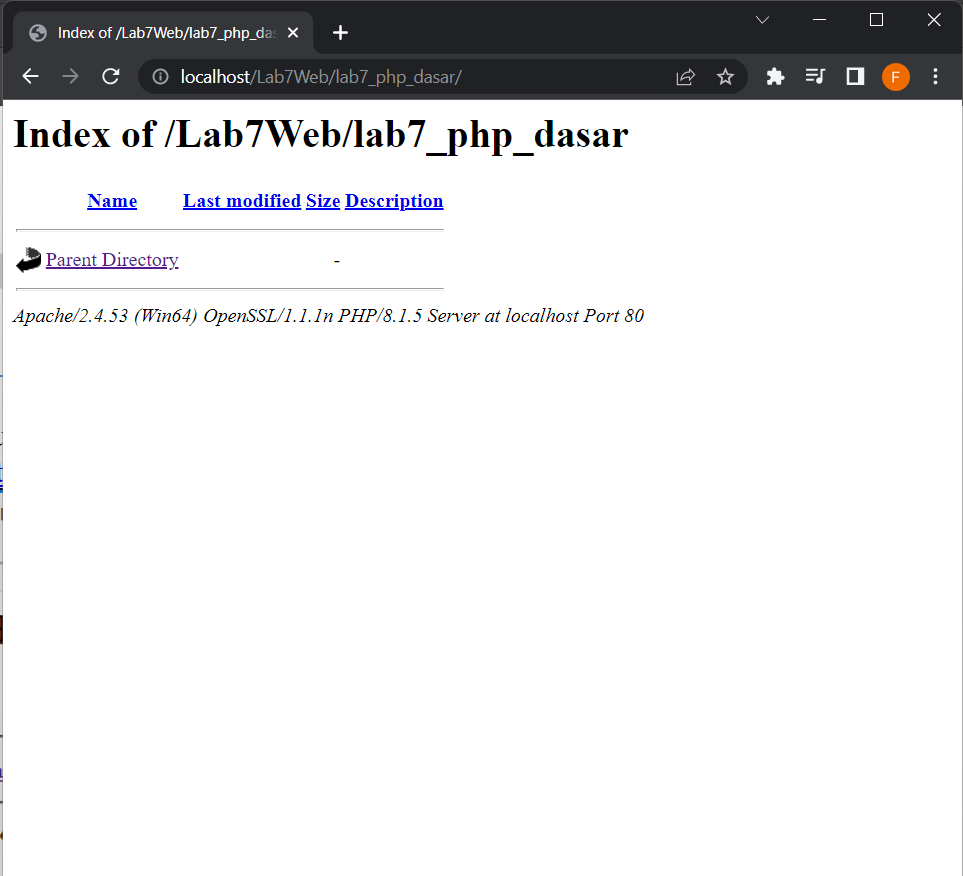 Index of /Lab7Web/lab7_php_das
localhost/Lab7Web/lab7_php_dasar/
F
Index of /Lab7Web/lab7_php_dasar
Name Last modified Size Description
Parent Directory -
Apache/2.4.53 (Win64) OpenSSL/1.1.1n PHP/8.1.5 Server at localhost Port 80